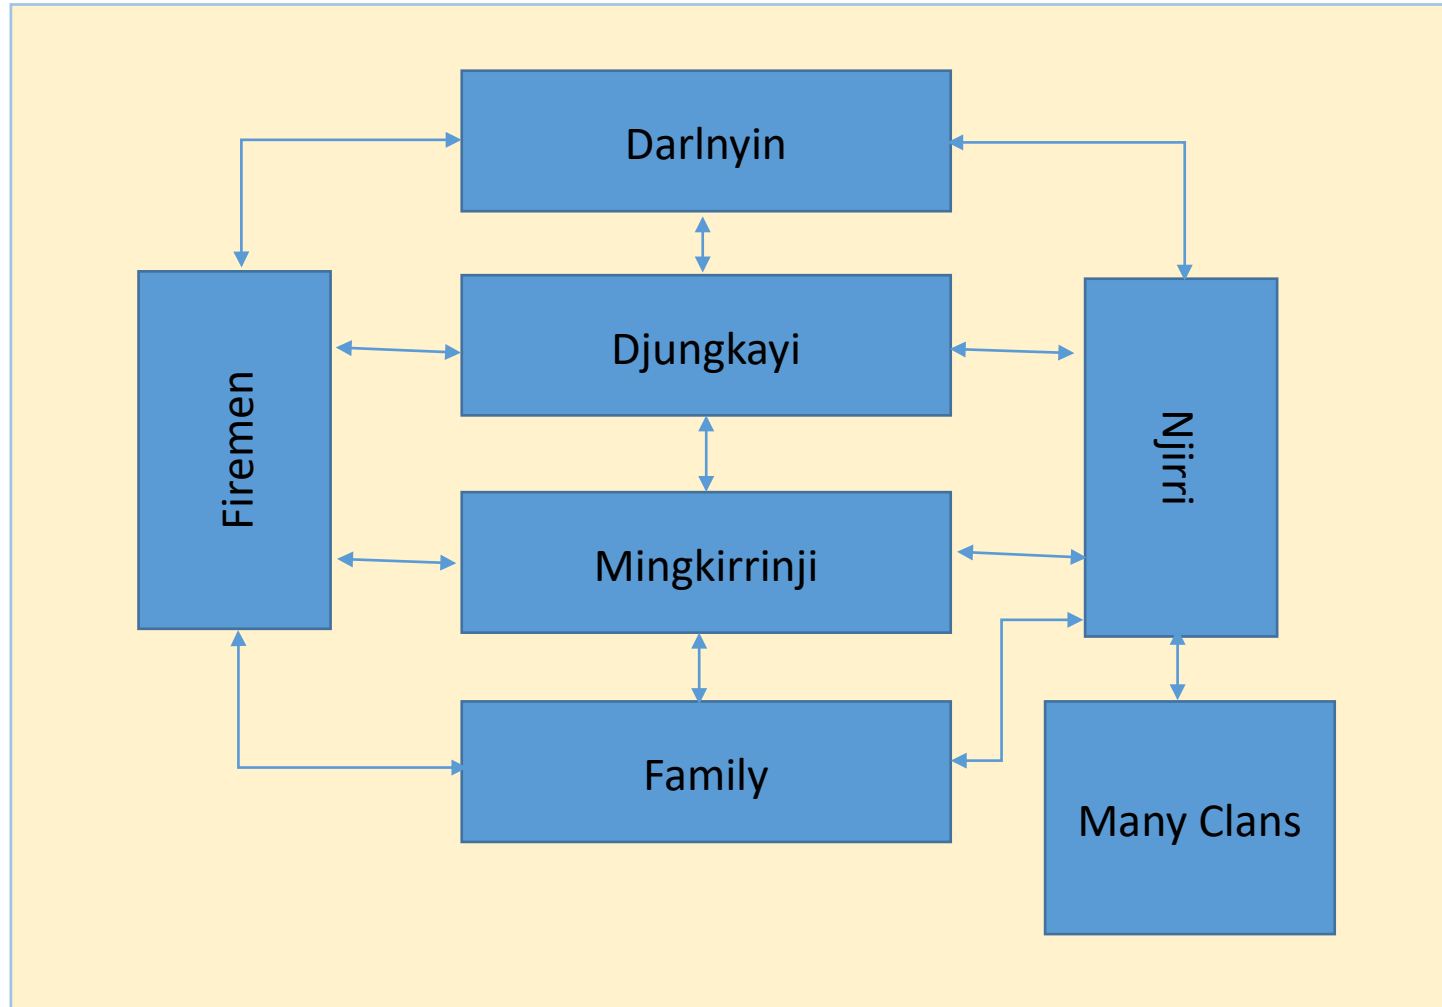 Darlnyin
Firemen
Djungkayi
Njirri
Mingkirrinji
Family
Many Clans